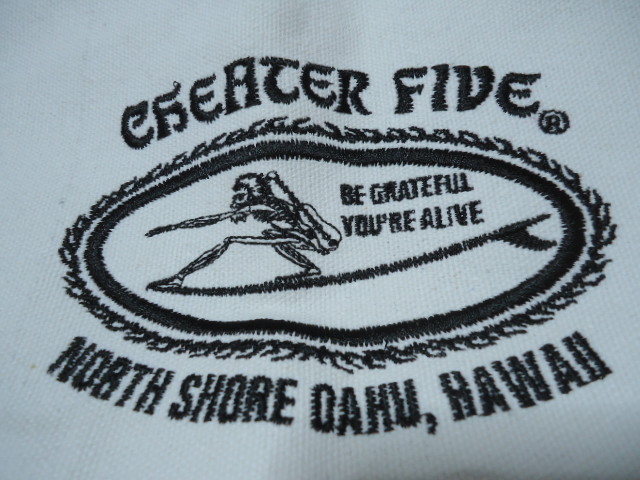 CHEATER FIVE®
BE GRATEFUL
YOU'RE ALIVE
NORTH SHORE OAHU, HAWAII